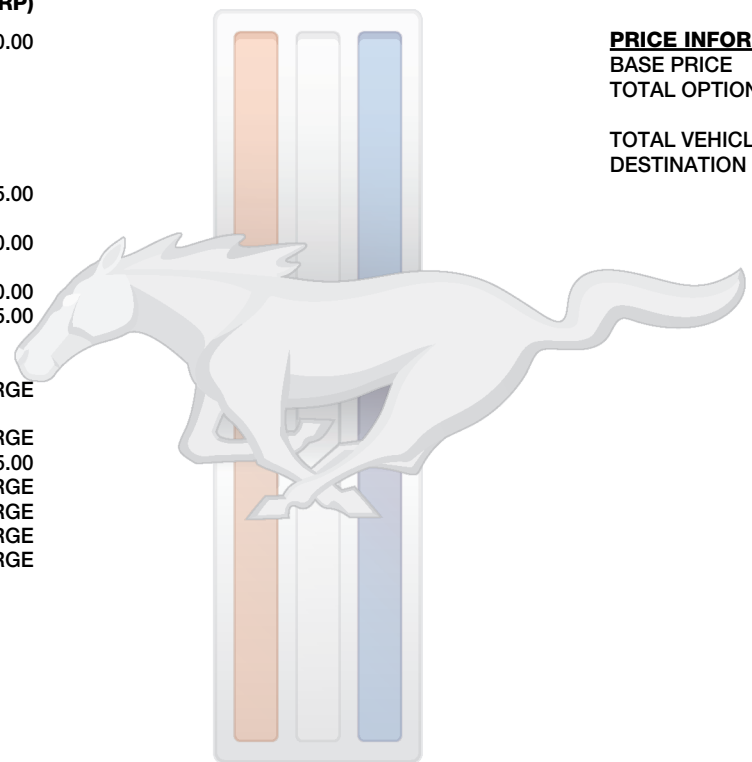 RP)
0.00
5.00
0.00
0.00
5.00
RGE
RGE
5.00
RGE
RGE
RGE
RGE
PRICE INFOR
BASE PRICE
TOTAL OPTION
TOTAL VEHICL
DESTINATION